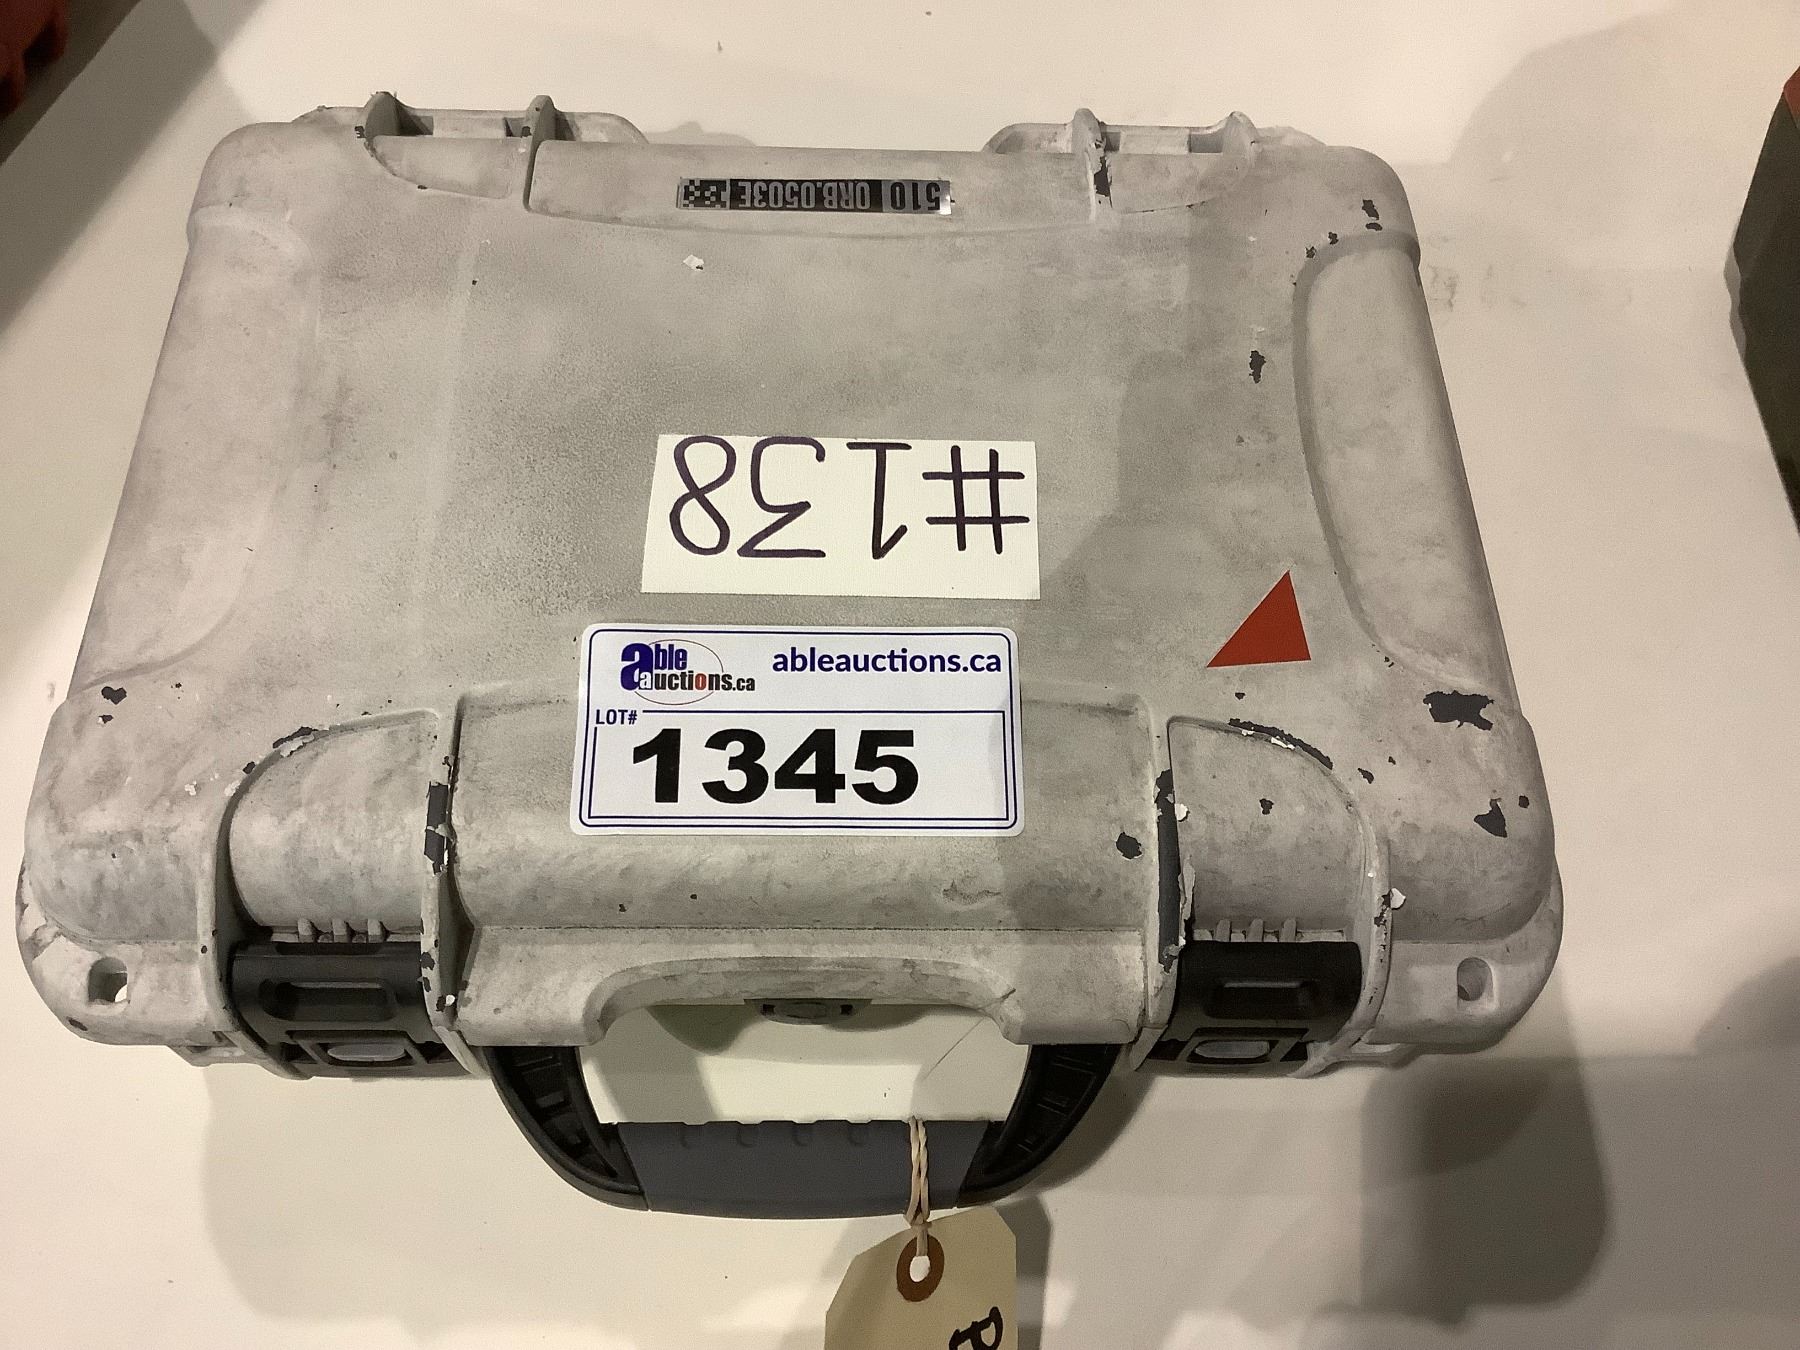 510 ORB.0503E
#138
able auctions.ca
ableauctions.ca
LOT#
1345